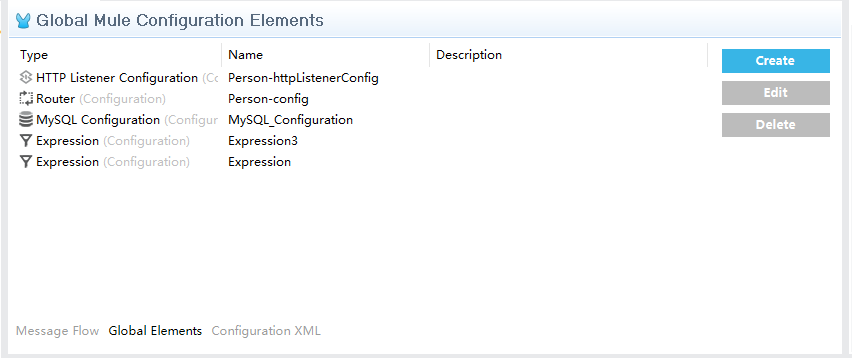 Global Mule Configuration Elements
Type Name Description
HTTP Listener Configuration (Co Person-httpListenerConfig
Router (Configuration) Person-config
MySQL Configuration (Configur MySQL_Configuration
Expression (Configuration) Expression3
Expression (Configuration) Expression
Create
Edit
Delete
Message Flow Global Elements Configuration XML